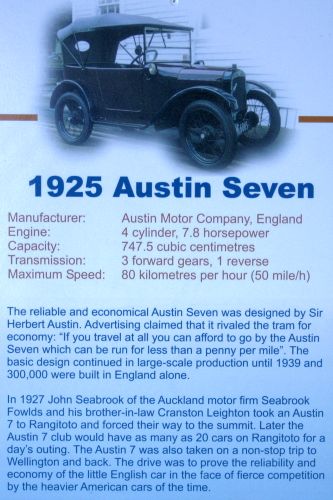 1925 Austin Seven
Manufacturer: Austin Motor Company, England
Engine: 4 cylinder, 7.8 horsepower
Capacity: 747.5 cubic centimetres
Transmission: 3 forward gears, 1 reverse
Maximum Speed: 80 kilometres per hour (50 mile/h)
The reliable and economical Austin Seven was designed by Sir
Herbert Austin. Advertising claimed that it rivaled the tram for
economy: “If you travel at all you can afford to go by the Austin
Seven which can be run for less than a penny per mile”. The
basic design continued in large-scale production until 1939 and
300,000 were built in England alone.
In 1927 John Seabrook of the Auckland motor firm Seabrook
Fowlds and his brother-in-law Cranston Leighton took an Austin
7 to Rangitoto and forced their way to the summit. Later the
Austin 7 club would have as many as 20 cars on Rangitoto for a
day's outing. The Austin 7 was also taken on a non-stop trip to
Wellington and back. The drive was to prove the reliability and
economy of the little English car in the face of fierce competition
by the heavier American cars of the time.